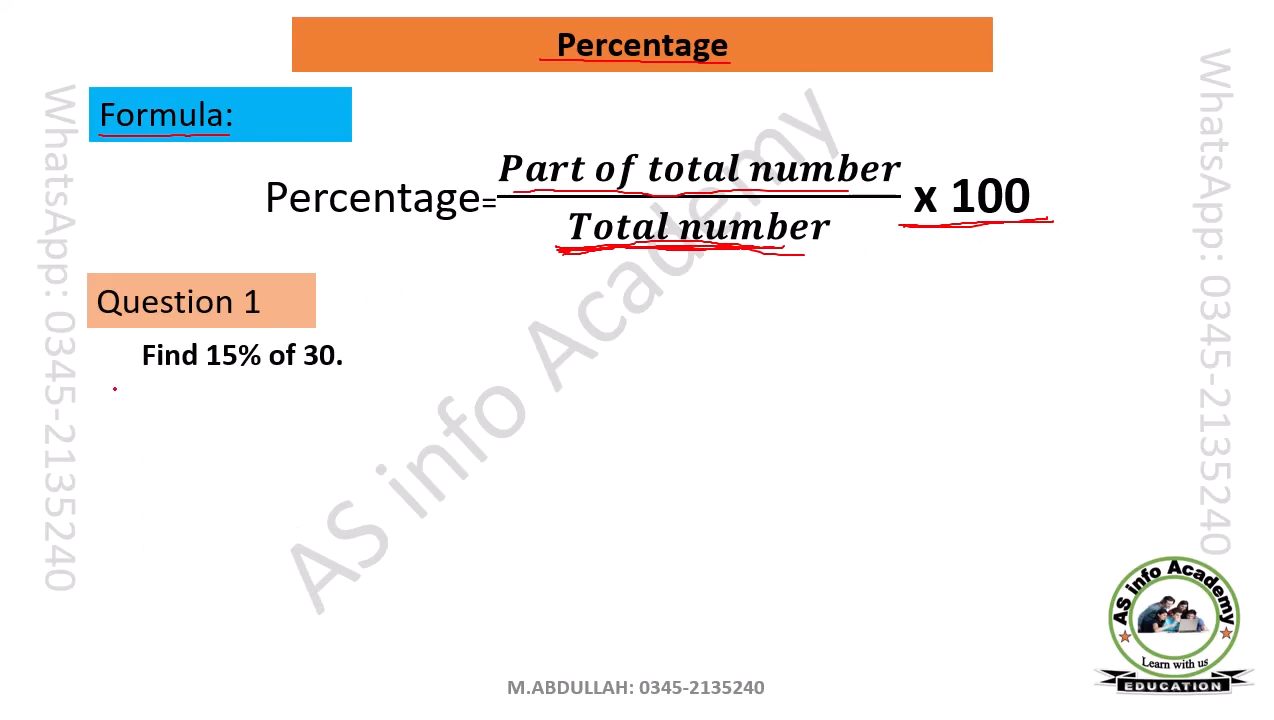 Percentage
Formula:
Percentage=
Part of total number
Total number
x 100
Question 1
Find 15% of 30.
AS info Academy
WhatsApp: 0345-2135240
WhatsApp: 0345-2135240
AS info Academy
Learn with us
EDUCATION
M.ABDULLAH: 0345-2135240